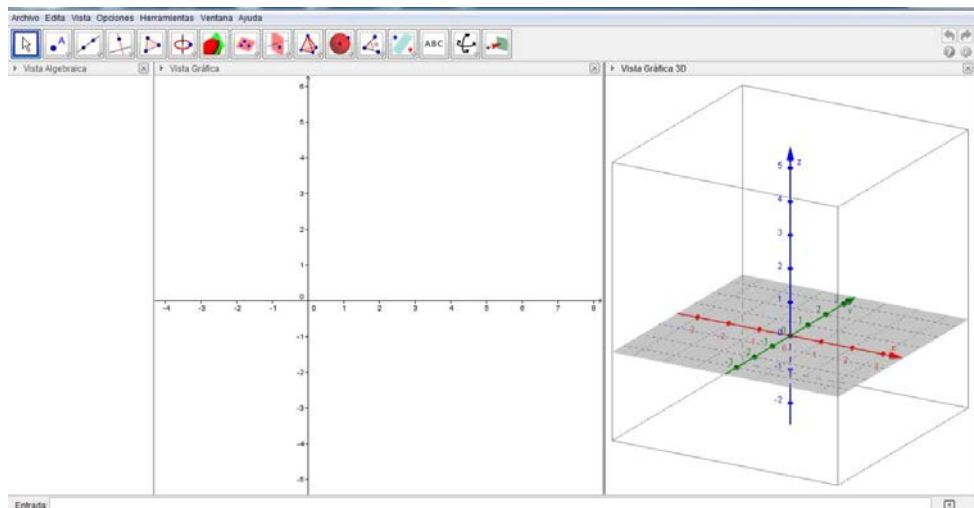 Archivo Edita Vista Opciones Herramientas Ventana Ayuda
A
ABC
Vista Algebraica
Vista Gráfica
Vista Gráfica 3D
6
5
4
3
2
1
0
-4 -3 -2 -1 0 1 2 3 4 5 6 7 8
-1
-2
-3
-4
-5
z
5
4
3
2
1
0
-1
-2
y
x
Entrada: